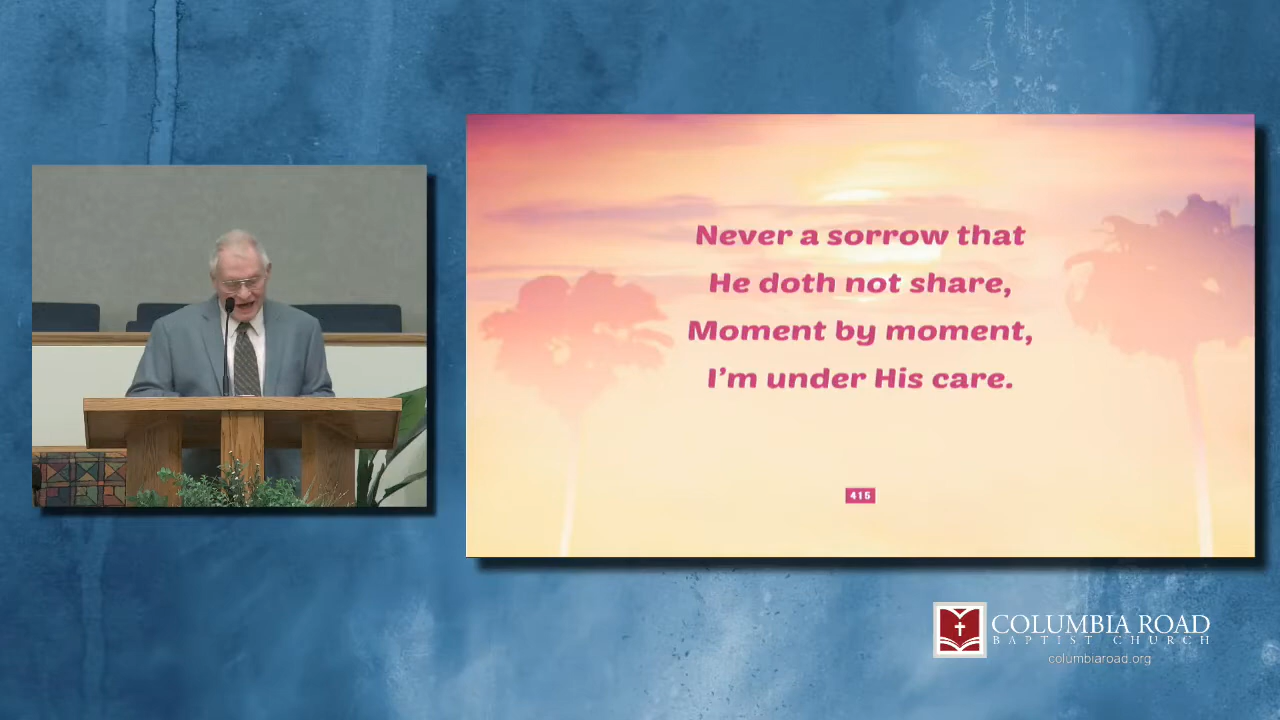 Never a sorrow that
He doth not share,
Moment by moment,
I'm under His care.
415
COLUMBIA ROAD
BAPTIST CHURCH
columbiaroad.org